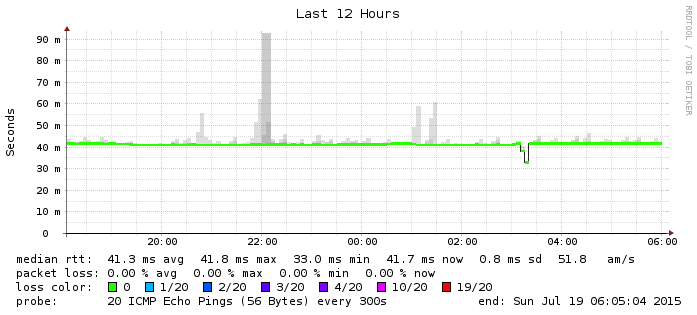 Last 12 Hours
RRDTOOL / TOBI OETIKER
Seconds
90 m
80 m
70 m
60 m
50 m
40 m
30 m
20 m
10 m
0
20:00 22:00 00:00 02:00 04:00 06:00
median rtt: 41.3 ms avg 41.8 ms max 33.0 ms min 41.7 ms now 0.8 ms sd 51.8 am/s
packet loss: 0.00 % avg 0.00 % max 0.00 % min 0.00 % now
loss color: 0 1/20 2/20 3/20 4/20 10/20 19/20
probe: 20 ICMP Echo Pings (56 Bytes) every 300s end: Sun Jul 19 06:05:04 2015